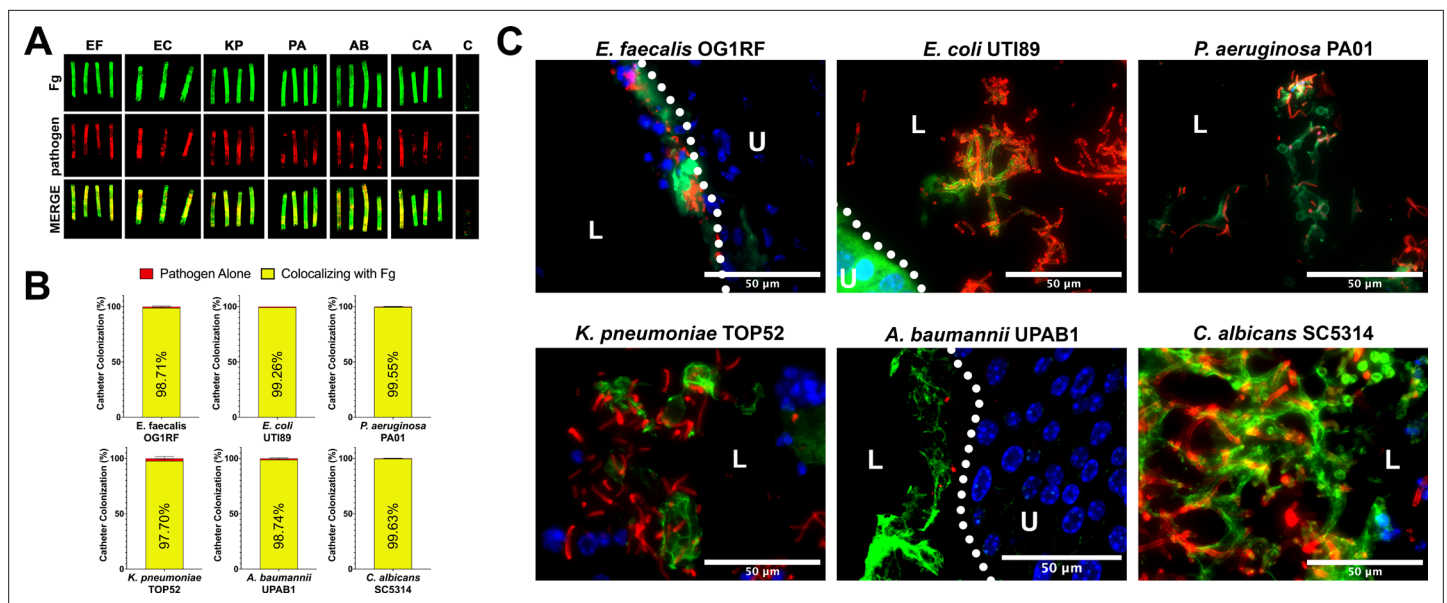 A
EF EC KP PA AB CA C
Fg
pathogen
MERGE
B
Pathogen Alone Colocalizing with Fg
Catheter Colonization (%)
100
50
0
98.71%
E. faecalis
OG1RF
Catheter Colonization (%)
100
50
0
99.26%
E. coli
UTI89
Catheter Colonization (%)
100
50
0
99.55%
P. aeruginosa
PA01
Catheter Colonization (%)
100
50
0
97.70%
K. pneumoniae
TOP52
Catheter Colonization (%)
100
50
0
98.74%
A. baumannii
UPAB1
Catheter Colonization (%)
100
50
0
99.63%
C. albicans
SC5314
C
E. faecalis OG1RF
U
L
50 µm
E. coli UTI89
L
U
50 µm
P. aeruginosa PA01
L
50 µm
K. pneumoniae TOP52
L
50 µm
A. baumannii UPAB1
L
U
50 µm
C. albicans SC5314
L
50 µm